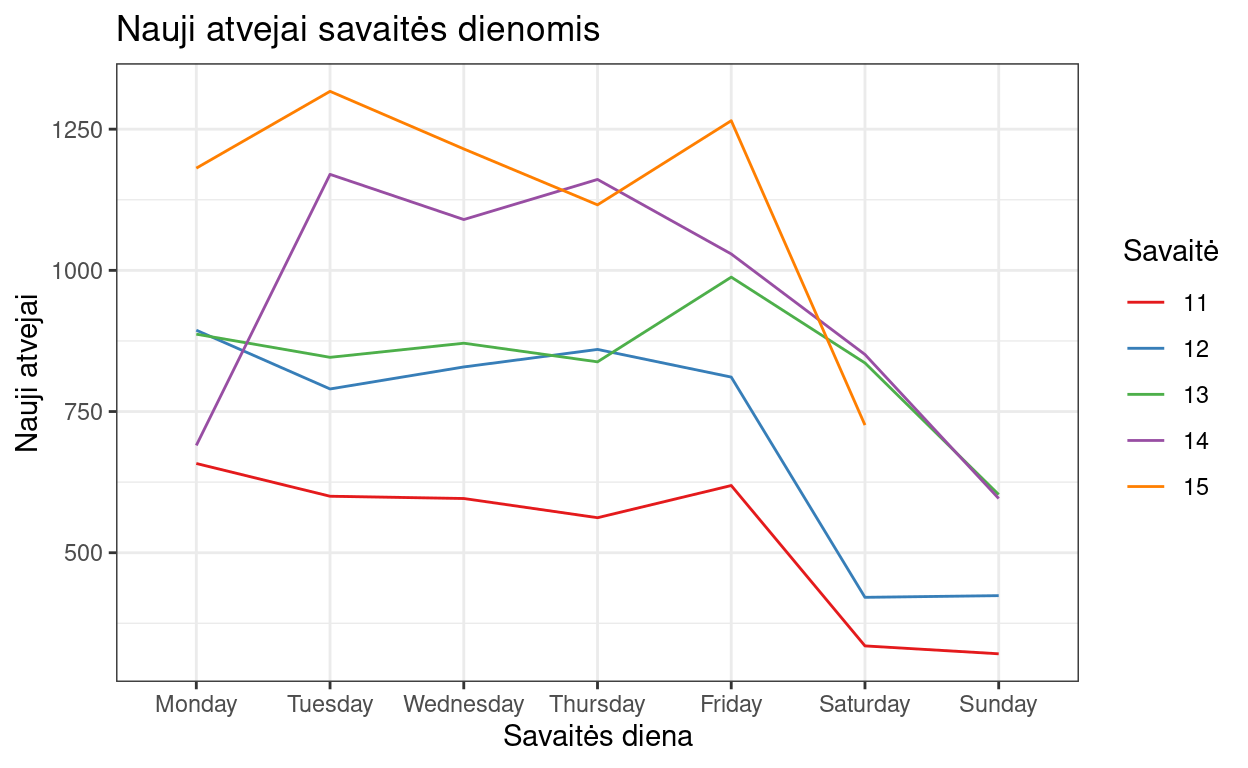 Nauji atvejai savaitės dienomis
Nauji atvejai
1250
1000
750
500
Monday Tuesday Wednesday Thursday Friday Saturday Sunday
Savaitės diena
Savaitė
11
12
13
14
15